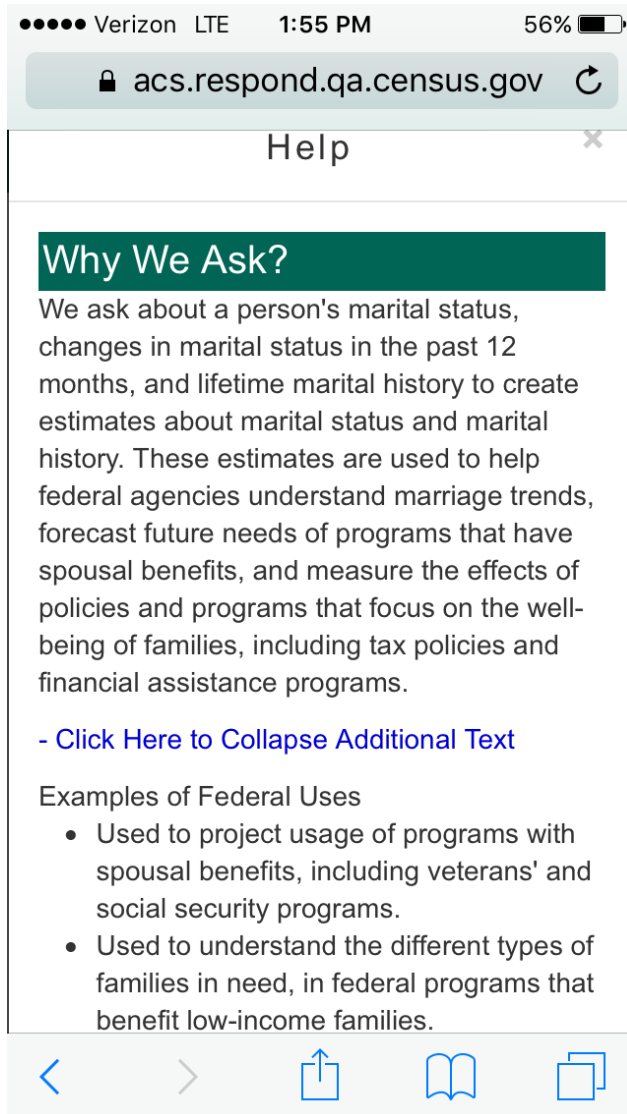 Verizon LTE 1:55 PM 56%
acs.respond.qa.census.gov
Help ×
Why We Ask?
We ask about a person's marital status,
changes in marital status in the past 12
months, and lifetime marital history to create
estimates about marital status and marital
history. These estimates are used to help
federal agencies understand marriage trends,
forecast future needs of programs that have
spousal benefits, and measure the effects of
policies and programs that focus on the well-
being of families, including tax policies and
financial assistance programs.
- Click Here to Collapse Additional Text
Examples of Federal Uses
• Used to project usage of programs with
spousal benefits, including veterans' and
social security programs.
• Used to understand the different types of
families in need, in federal programs that
benefit low-income families.